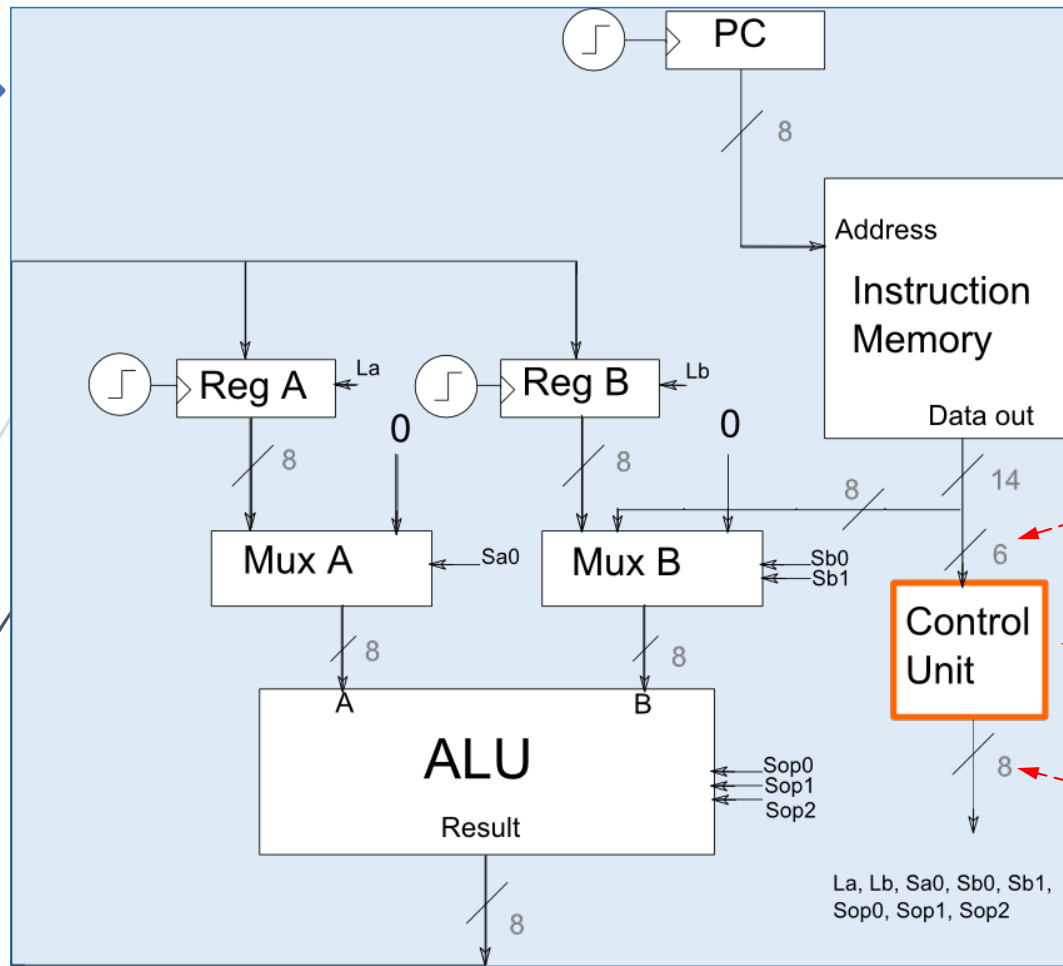 PC
8
Address
Instruction
Memory
Data out
La
Reg A
Lb
Reg B
0
0
8
8
8
14
6
Mux A
Sa0
Mux B
Sb0
Sb1
Control
Unit
8
8
A
B
ALU
Sop0
Sop1
Sop2
Result
8
8
La, Lb, Sa0, Sb0, Sb1,
Sop0, Sop1, Sop2